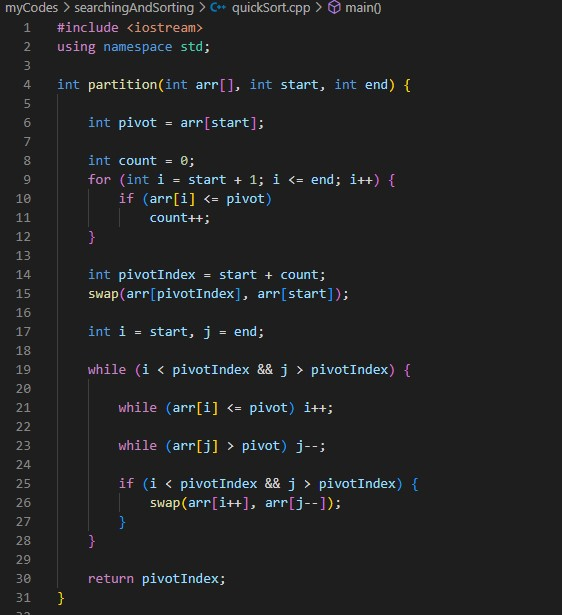 myCodes > searchingAndSorting > C++ quickSort.cpp > main()
1 #include <iostream>
2 using namespace std;
3
4 int partition(int arr[], int start, int end) {
5
6     int pivot = arr[start];
7
8     int count = 0;
9     for (int i = start + 1; i <= end; i++) {
10         if (arr[i] <= pivot)
11             count++;
12     }
13
14     int pivotIndex = start + count;
15     swap(arr[pivotIndex], arr[start]);
16
17     int i = start, j = end;
18
19     while (i < pivotIndex && j > pivotIndex) {
20
21         while (arr[i] <= pivot) i++;
22
23         while (arr[j] > pivot) j--;
24
25         if (i < pivotIndex && j > pivotIndex) {
26             swap(arr[i++], arr[j--]);
27         }
28     }
29
30     return pivotIndex;
31 }